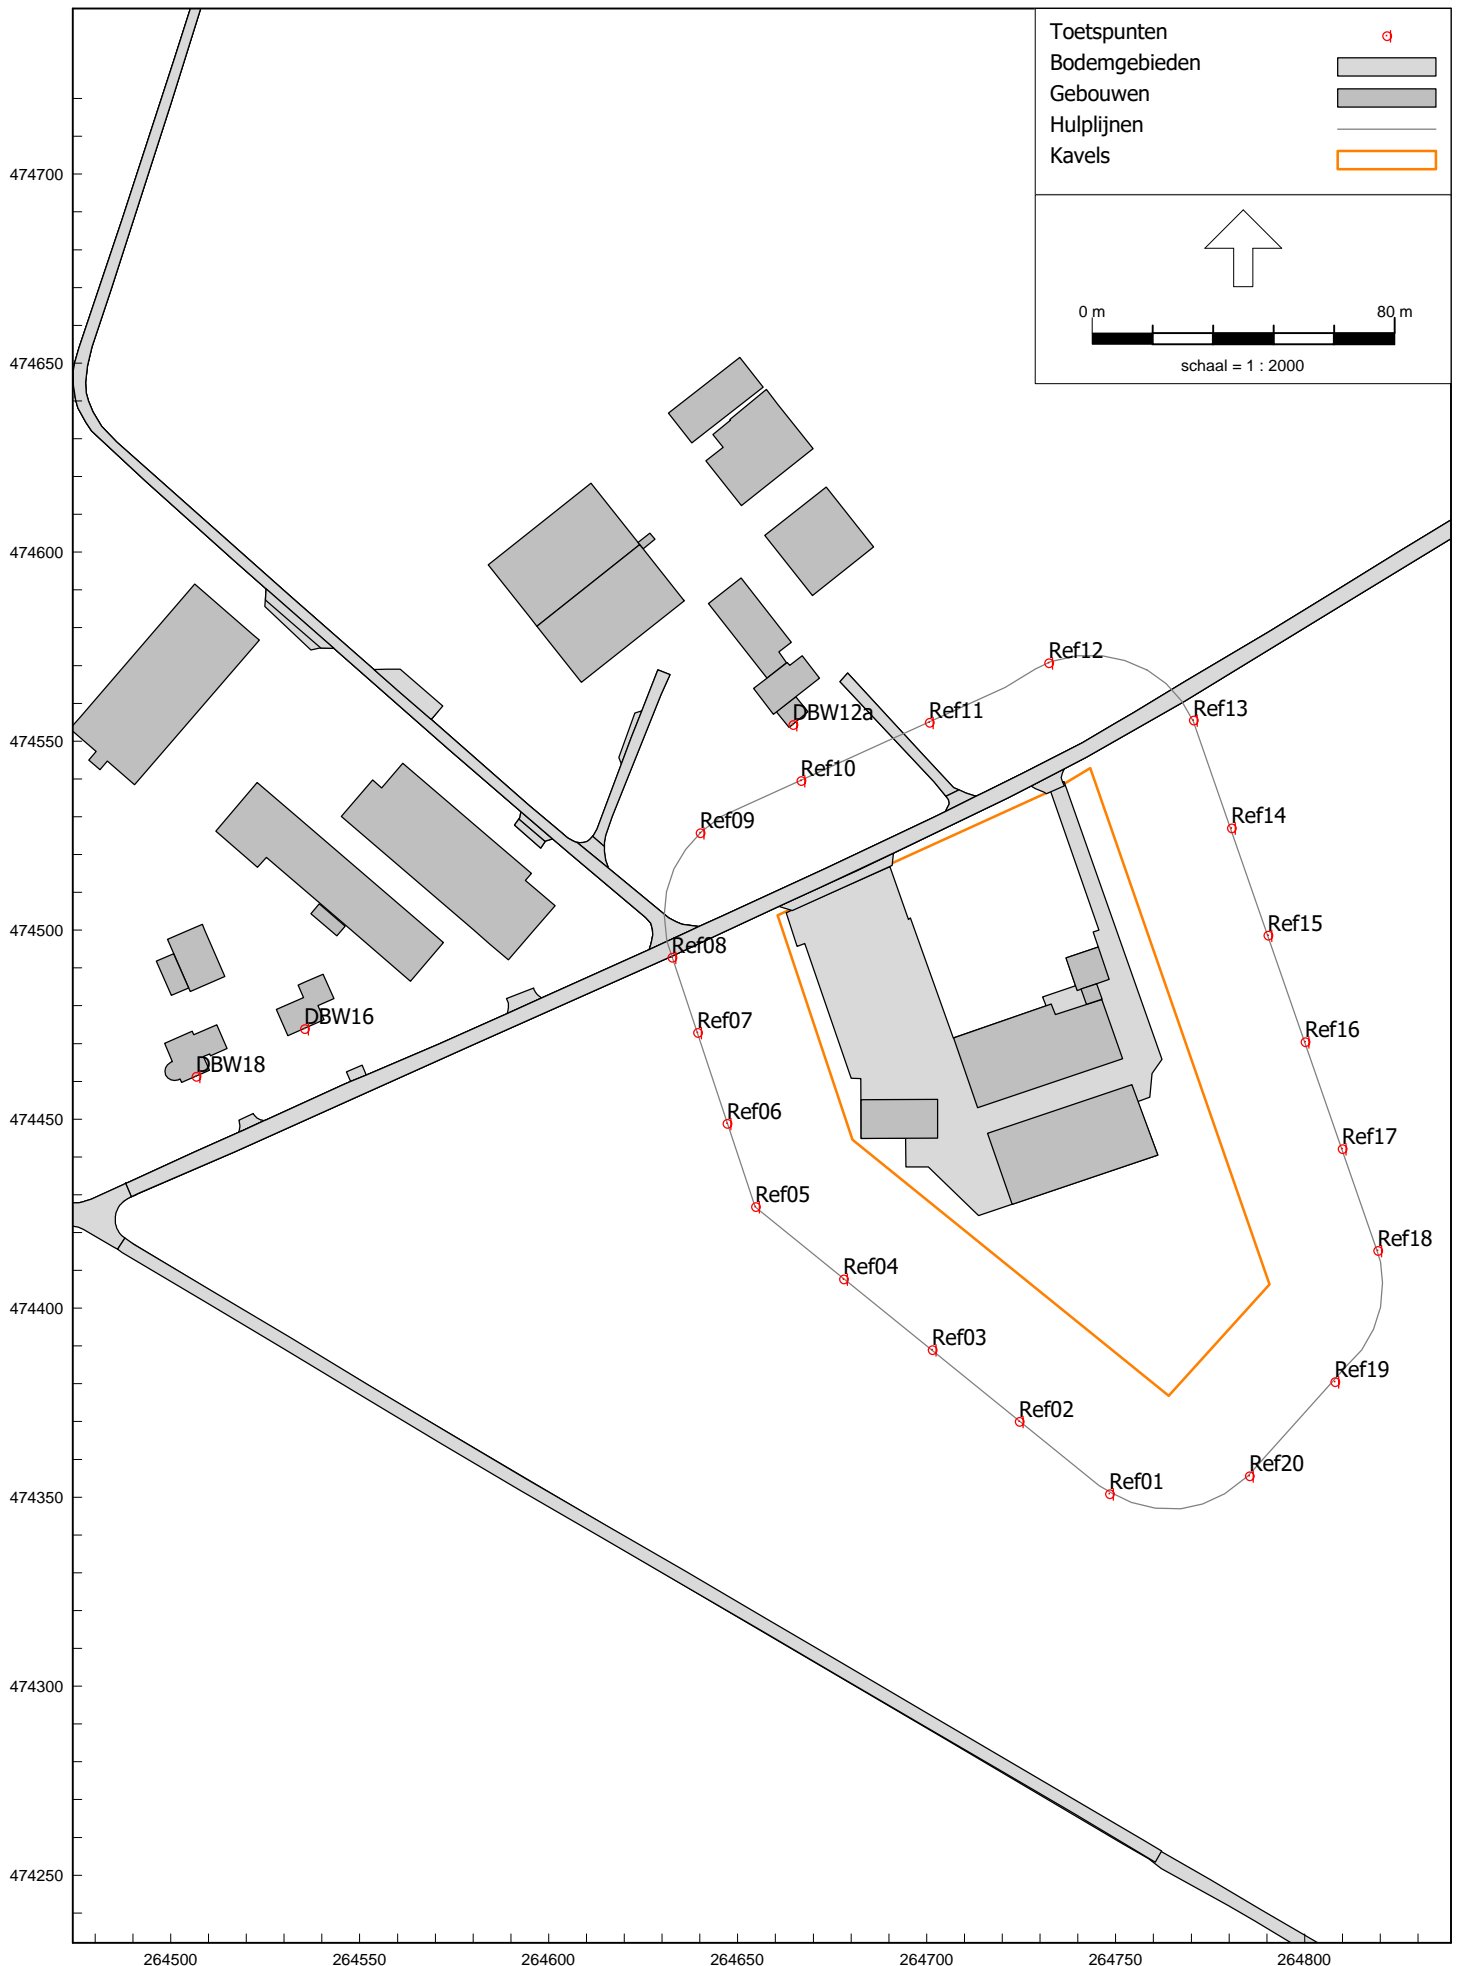 Toetspunten
Bodemgebieden
Gebouwen
Hulplijnen
Kavels
0 m 80 m
schaal = 1 : 2000
474700
474650
474600
474550
474500
474450
474400
474350
474300
474250
Ref12
DBW12a
Ref11
Ref13
Ref10
Ref09
Ref14
Ref08
Ref15
DBW16
Ref07
Ref16
DBW18
Ref06
Ref17
Ref05
Ref18
Ref04
Ref03
Ref19
Ref02
Ref20
Ref01
264500 264550 264600 264650 264700 264750 264800